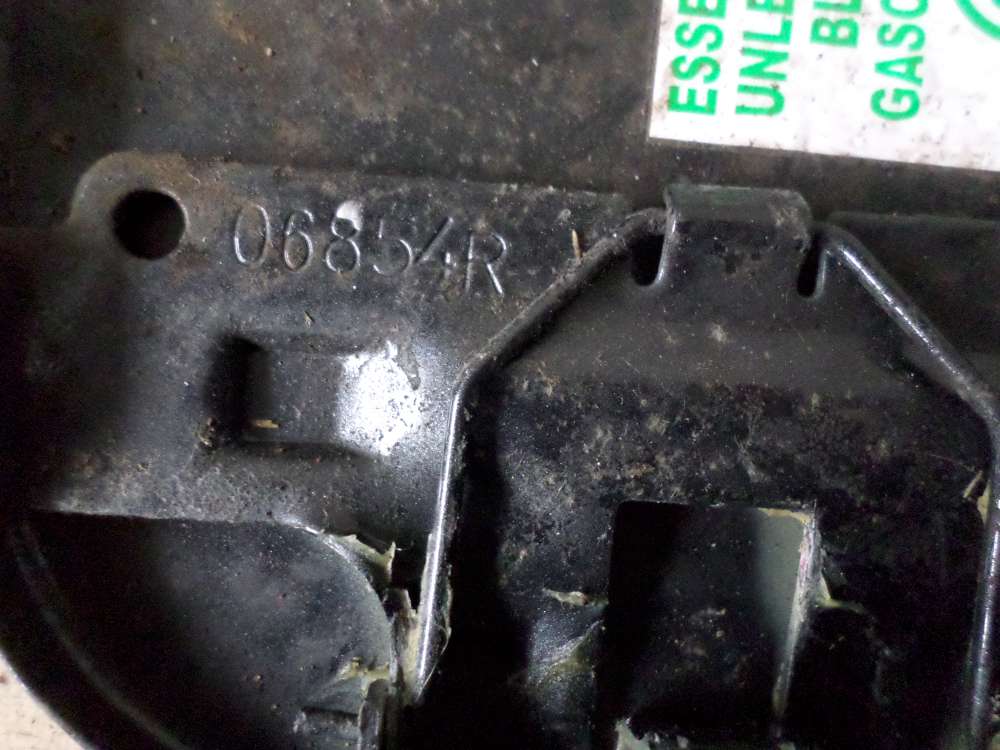 06854R
ESSE
UNLE
BL
GASO